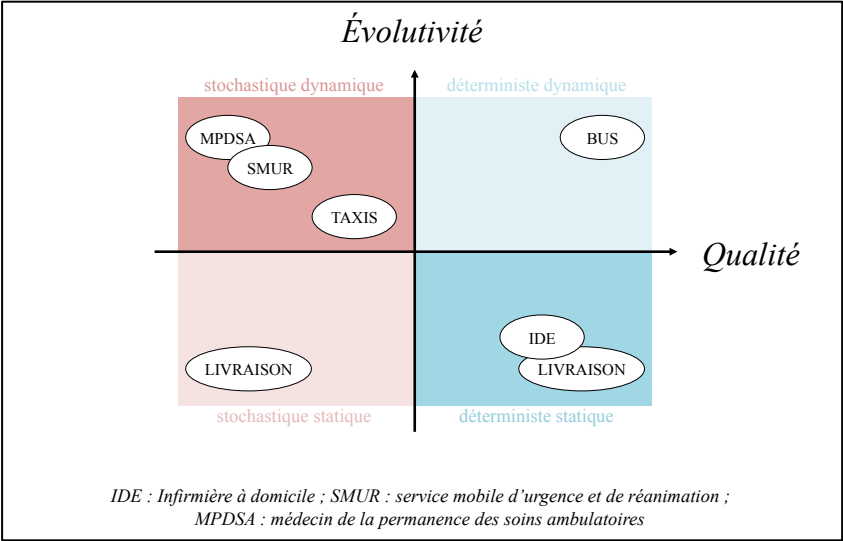 Évolutivité
stochastique dynamique
déterministe dynamique
MPDSA
BUS
SMUR
TAXIS
Qualité
IDE
LIVRAISON
LIVRAISON
stochastique statique
déterministe statique
IDE : Infirmière à domicile ; SMUR : service mobile d’urgence et de réanimation ;
MPDSA : médecin de la permanence des soins ambulatoires